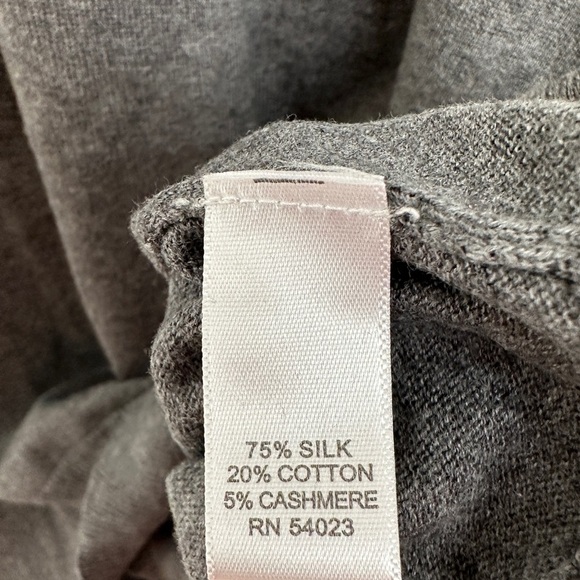 75% SILK
20% COTTON
5% CASHMERE
RN 54023